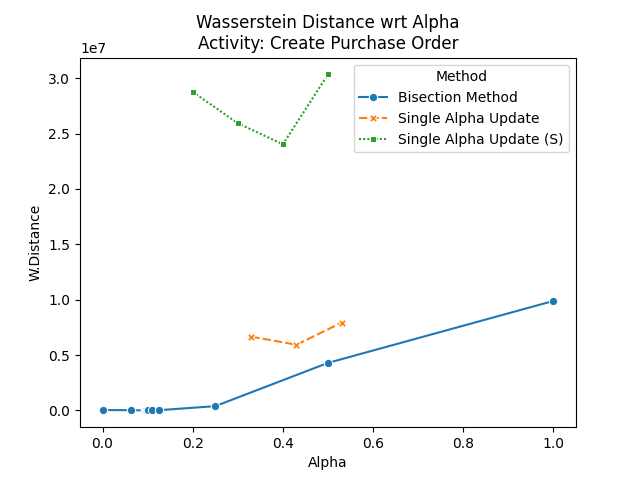 Wasserstein Distance wrt Alpha
Activity: Create Purchase Order
1e7
Method
Bisection Method
Single Alpha Update
Single Alpha Update (S)
W.Distance
3.0
2.5
2.0
1.5
1.0
0.5
0.0
0.0 0.2 0.4 0.6 0.8 1.0
Alpha